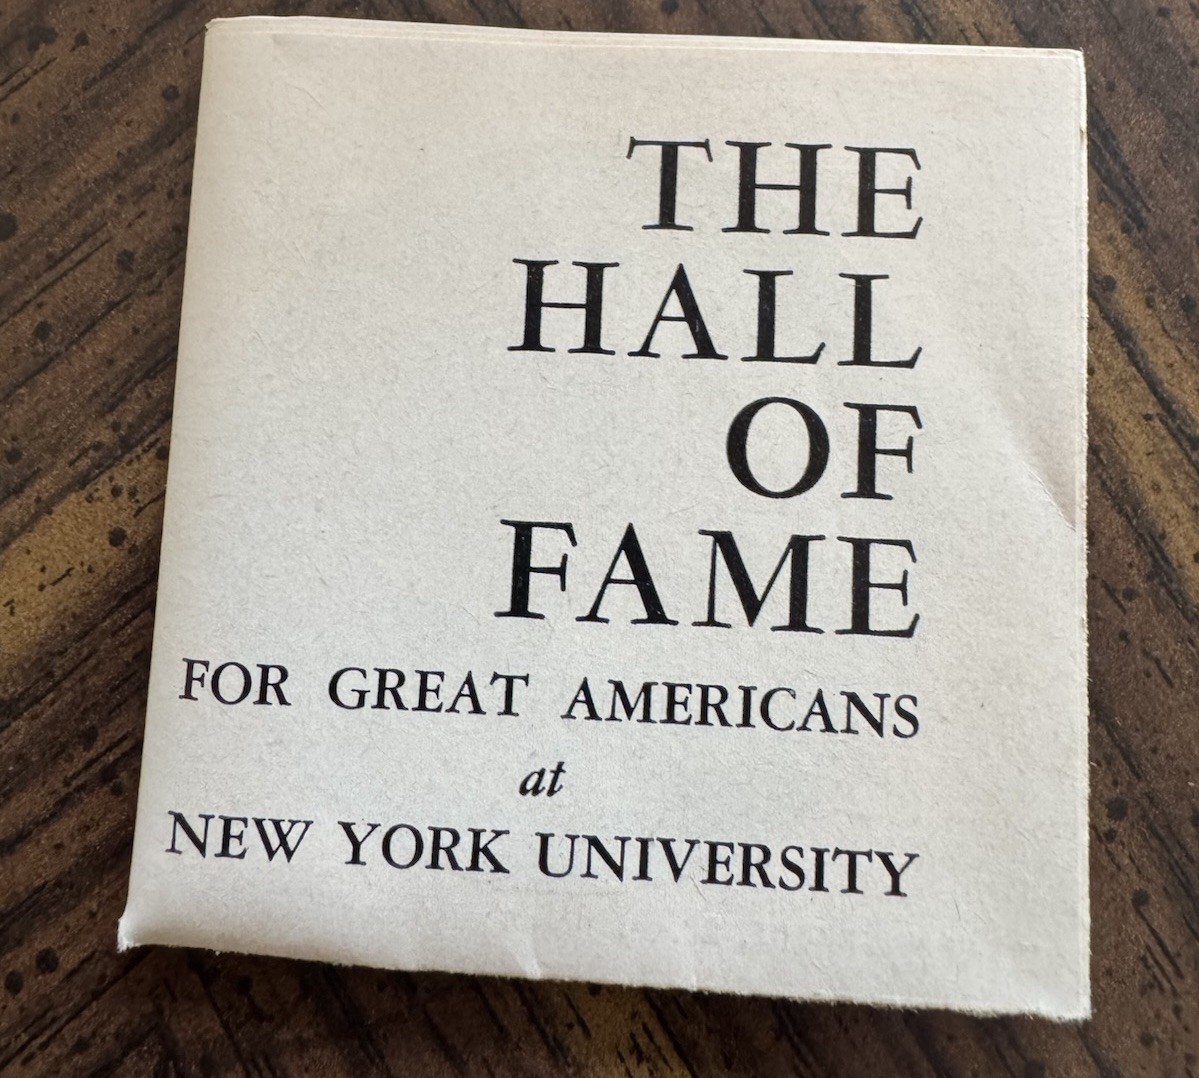 THE
HALL
OF
FAME
FOR GREAT AMERICANS
at
NEW YORK UNIVERSITY